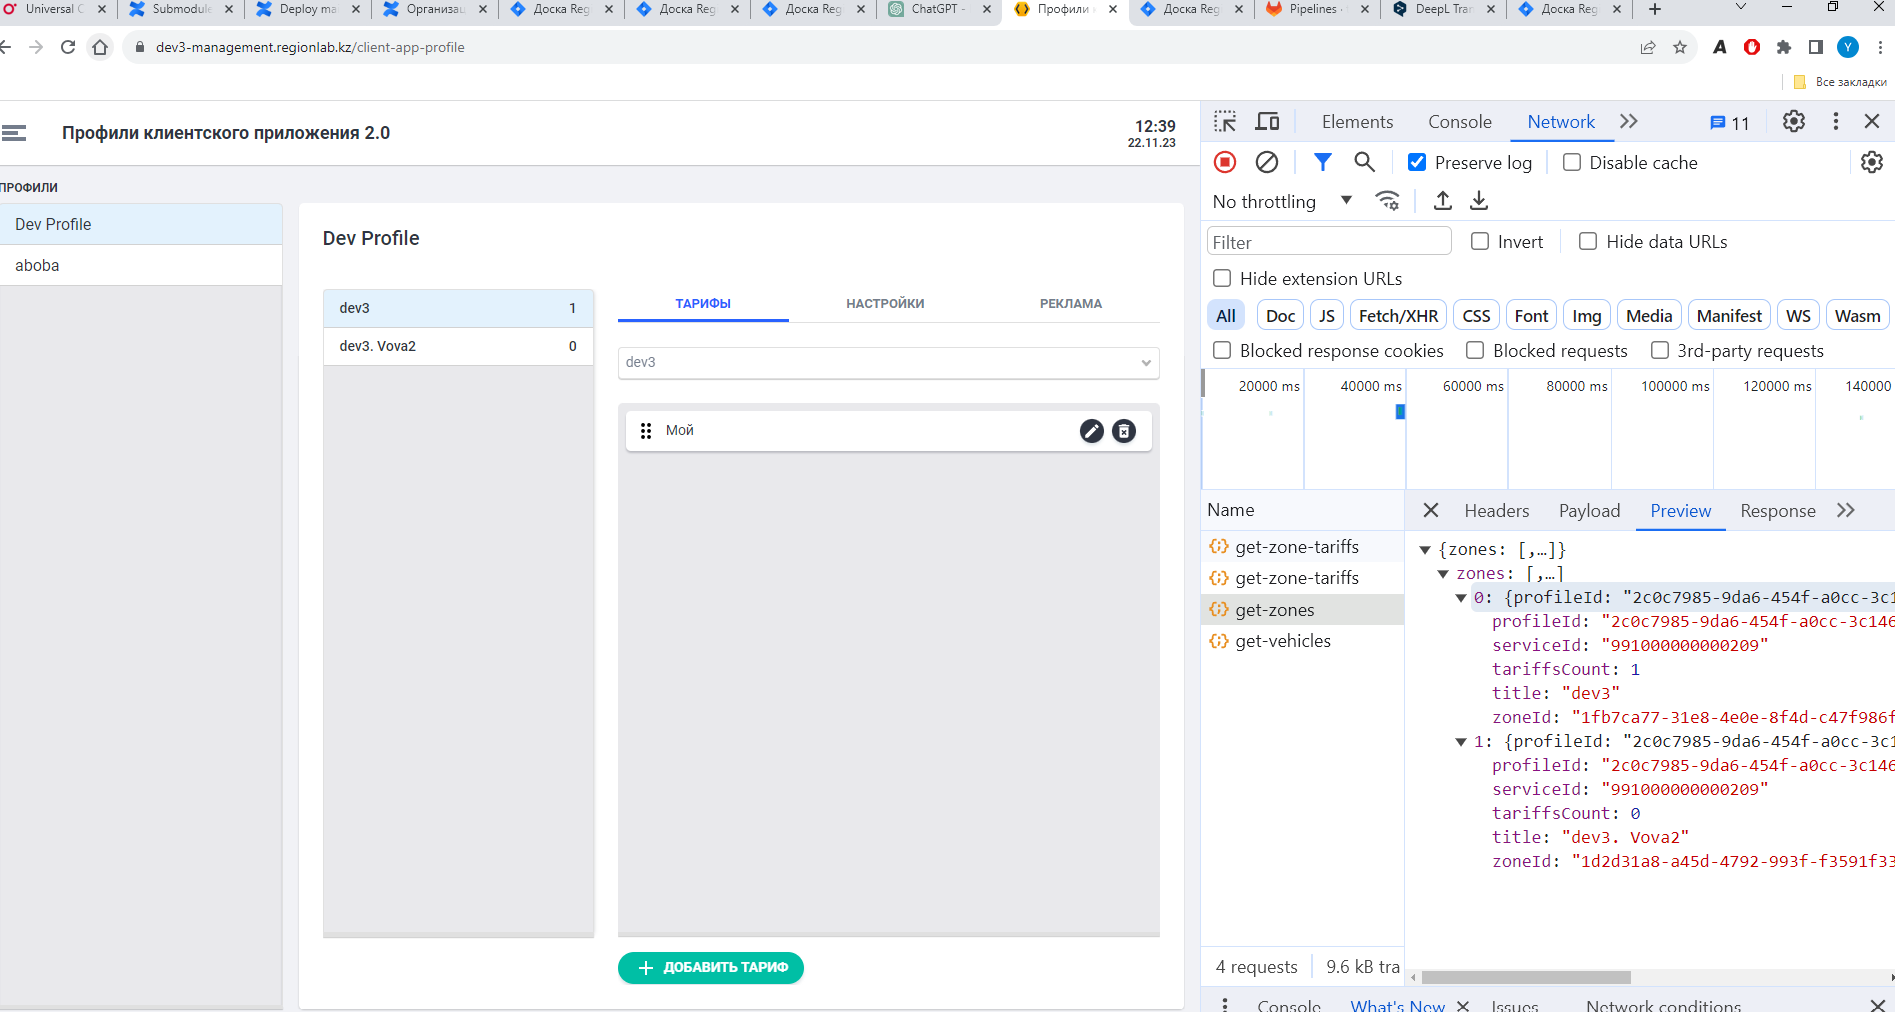 Universal C
Submodule
Deploy ma
Организац
Доска Reg
Доска Reg
Доска Reg
ChatGPT -
Профили к
Доска Reg
Pipelines ·
DeepL Tran
Доска Reg
dev3-management.regionlab.kz/client-app-profile
Y
Все закладки
Профили клиентского приложения 2.0
12:39
22.11.23
ПРОФИЛИ
Dev Profile
aboba
Dev Profile
dev3 1
dev3. Vova2 0
ТАРИФЫ НАСТРОЙКИ РЕКЛАМА
dev3
Мой
ДОБАВИТЬ ТАРИФ
Elements Console Network 11
Preserve log Disable cache
No throttling
Filter Invert Hide data URLs
Hide extension URLs
All Doc JS Fetch/XHR CSS Font Img Media Manifest WS Wasm
Blocked response cookies Blocked requests 3rd-party requests
20000 ms 40000 ms 60000 ms 80000 ms 100000 ms 120000 ms 140000
Name
get-zone-tariffs
get-zone-tariffs
get-zones
get-vehicles
4 requests 9.6 kB tra
Headers Payload Preview Response
{zones: [,…]}
zones: [,…]
0: {profileId: "2c0c7985-9da6-454f-a0cc-3c1
profileId: "2c0c7985-9da6-454f-a0cc-3c146
serviceId: "991000000000209"
tariffsCount: 1
title: "dev3"
zoneId: "1fb7ca77-31e8-4e0e-8f4d-c47f986f
1: {profileId: "2c0c7985-9da6-454f-a0cc-3c1
profileId: "2c0c7985-9da6-454f-a0cc-3c146
serviceId: "991000000000209"
tariffsCount: 0
title: "dev3. Vova2"
zoneId: "1d2d31a8-a45d-4792-993f-f3591f33
Console What's New Issues Network conditions